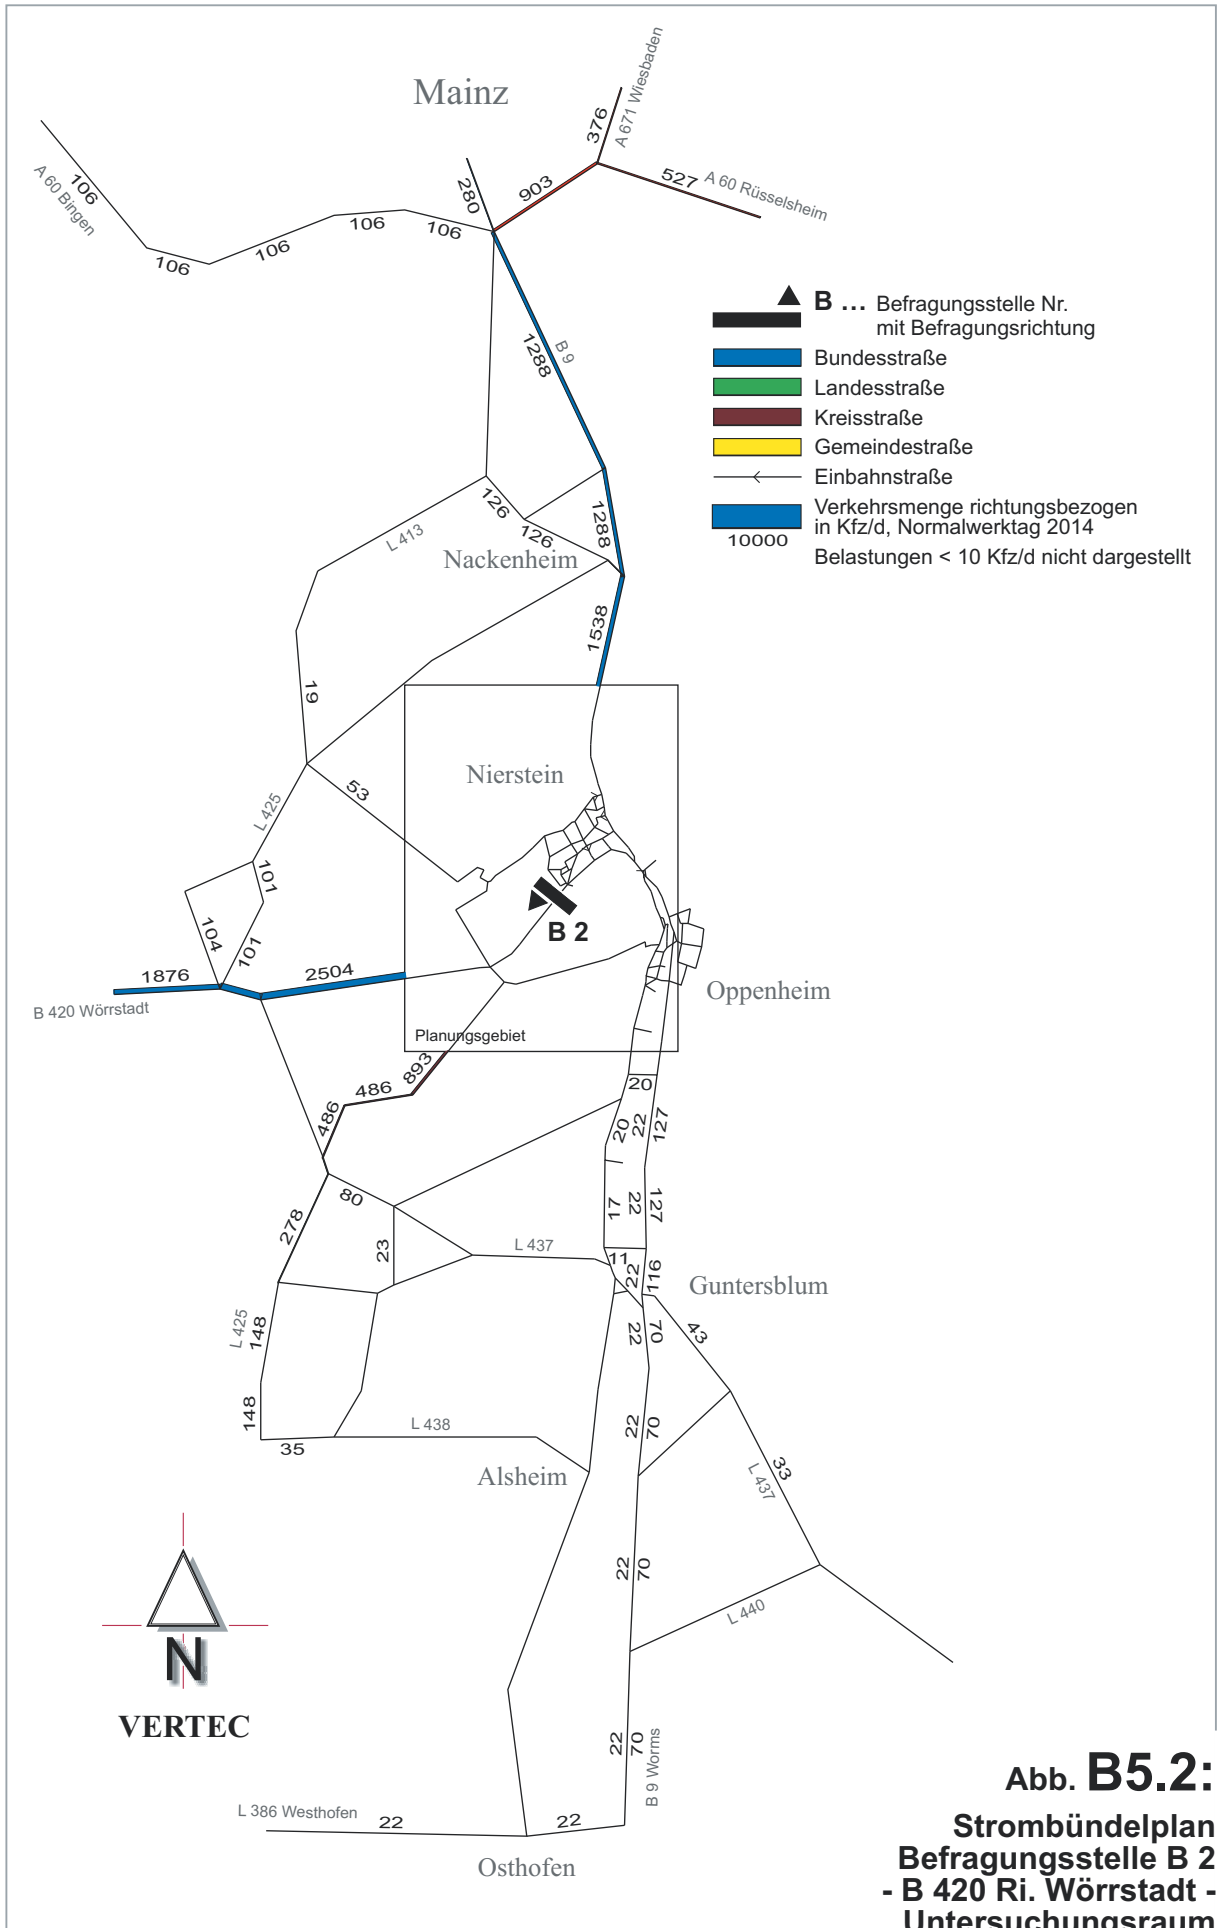 Mainz
A 671 Wiesbaden
376
903
527
A 60 Rüsselsheim
280
A 60 Bingen
106
106
106
106
106
B ... Befragungsstelle Nr.
mit Befragungsrichtung
Bundesstraße
Landesstraße
Kreisstraße
Gemeindestraße
Einbahnstraße
Verkehrsmenge richtungsbezogen
in Kfz/d, Normalwerktag 2014
10000
Belastungen < 10 Kfz/d nicht dargestellt
1288
B 9
126
126
1288
L 413
Nackenheim
1538
19
Nierstein
53
L 425
101
104
101
B 2
1876
2504
B 420 Wörrstadt
Oppenheim
Planungsgebiet
893
486
486
20
20
22
127
80
278
23
17
22
127
L 437
11
22
116
Guntersblum
L 425
148
22
70
43
148
35
L 438
22
70
Alsheim
33
L 437
22
70
L 440
N
VERTEC
22
70
B 9 Worms
L 386 Westhofen
22
22
Osthofen
Abb. B5.2:
Strombündelplan
Befragungsstelle B 2
- B 420 Ri. Wörrstadt -
Untersuchungsraum